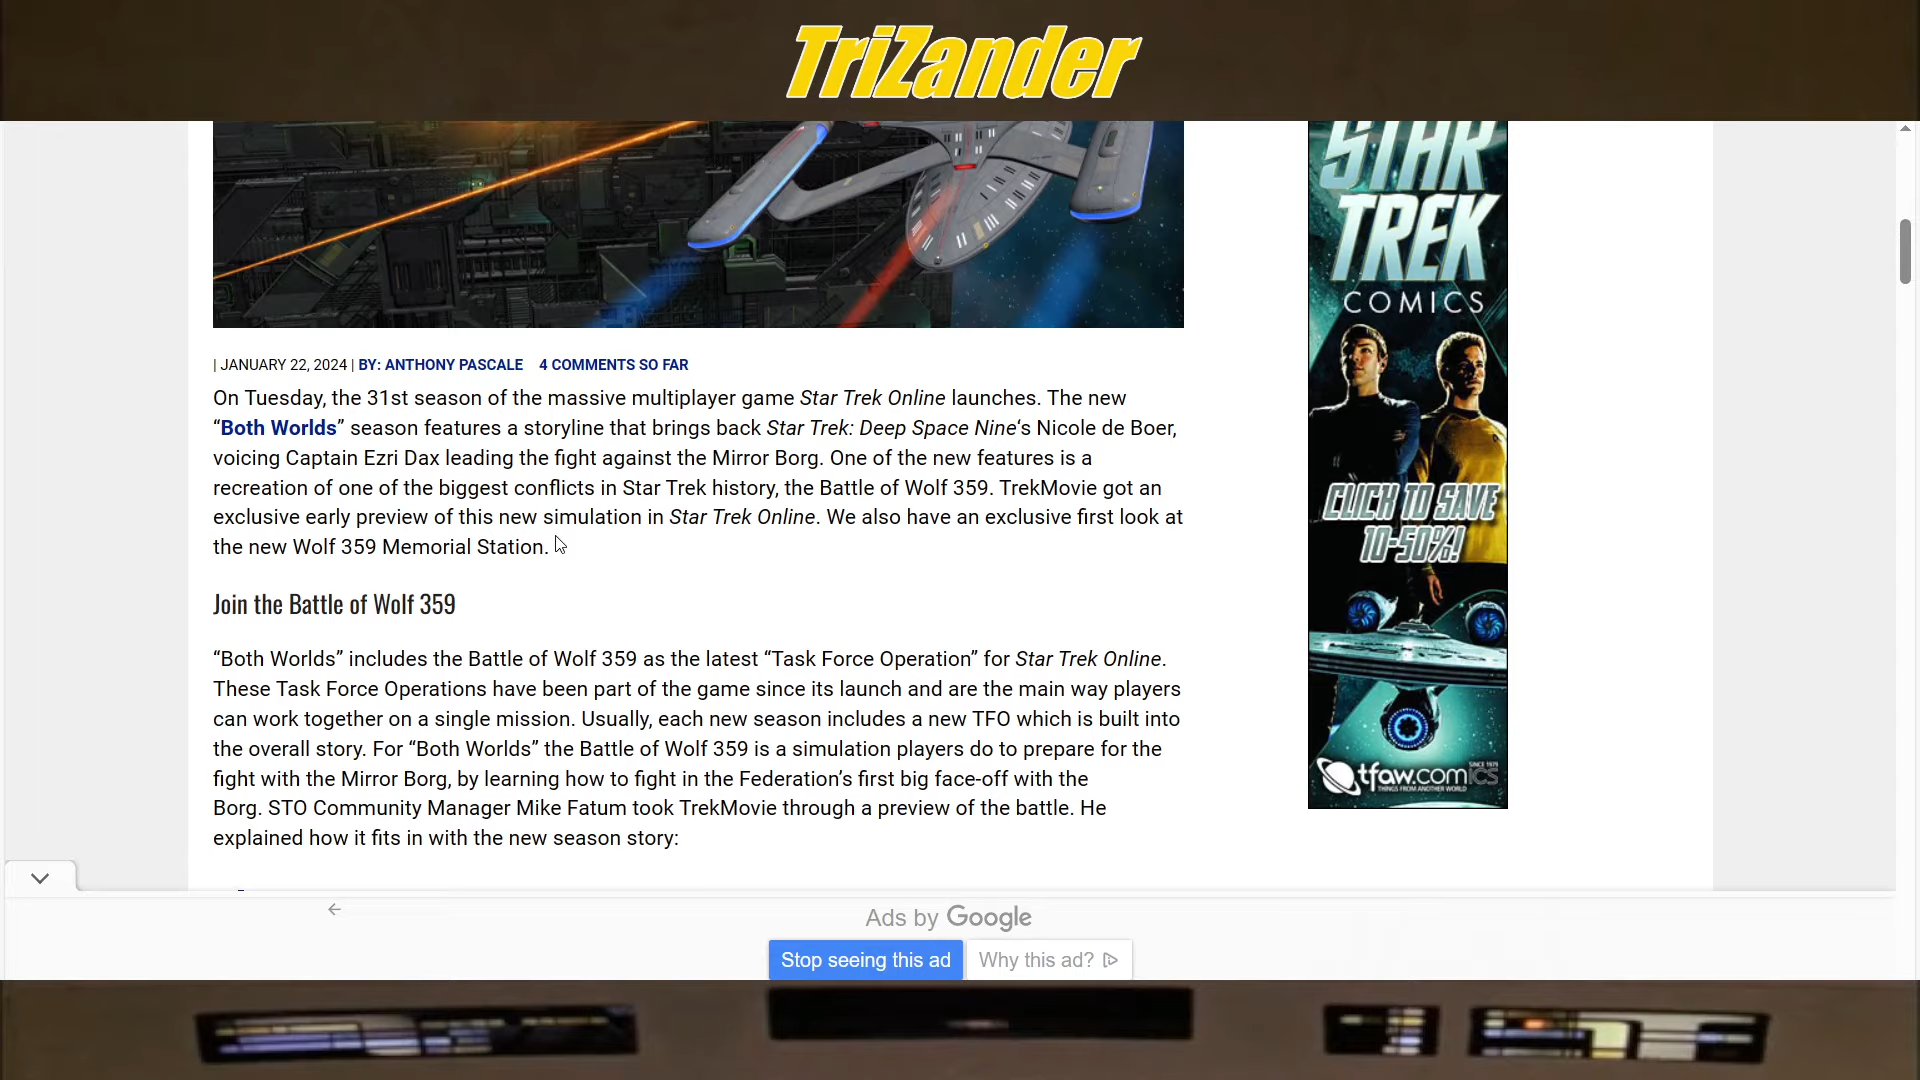 TriZander
STAR
TREK
COMICS
| JANUARY 22, 2024 | BY: ANTHONY PASCALE 4 COMMENTS SO FAR
On Tuesday, the 31st season of the massive multiplayer game Star Trek Online launches. The new
“Both Worlds” season features a storyline that brings back Star Trek: Deep Space Nine‘s Nicole de Boer,
voicing Captain Ezri Dax leading the fight against the Mirror Borg. One of the new features is a
recreation of one of the biggest conflicts in Star Trek history, the Battle of Wolf 359. TrekMovie got an
exclusive early preview of this new simulation in Star Trek Online. We also have an exclusive first look at
the new Wolf 359 Memorial Station.
CLICK TO SAVE
10-50%!
Join the Battle of Wolf 359
“Both Worlds” includes the Battle of Wolf 359 as the latest “Task Force Operation” for Star Trek Online.
These Task Force Operations have been part of the game since its launch and are the main way players
can work together on a single mission. Usually, each new season includes a new TFO which is built into
the overall story. For “Both Worlds” the Battle of Wolf 359 is a simulation players do to prepare for the
fight with the Mirror Borg, by learning how to fight in the Federation’s first big face-off with the
Borg. STO Community Manager Mike Fatum took TrekMovie through a preview of the battle. He
explained how it fits in with the new season story:
SINCE 1979
tfaw.comICS
THINGS FROM ANOTHER WORLD
Ads by Google
Stop seeing this ad
Why this ad?